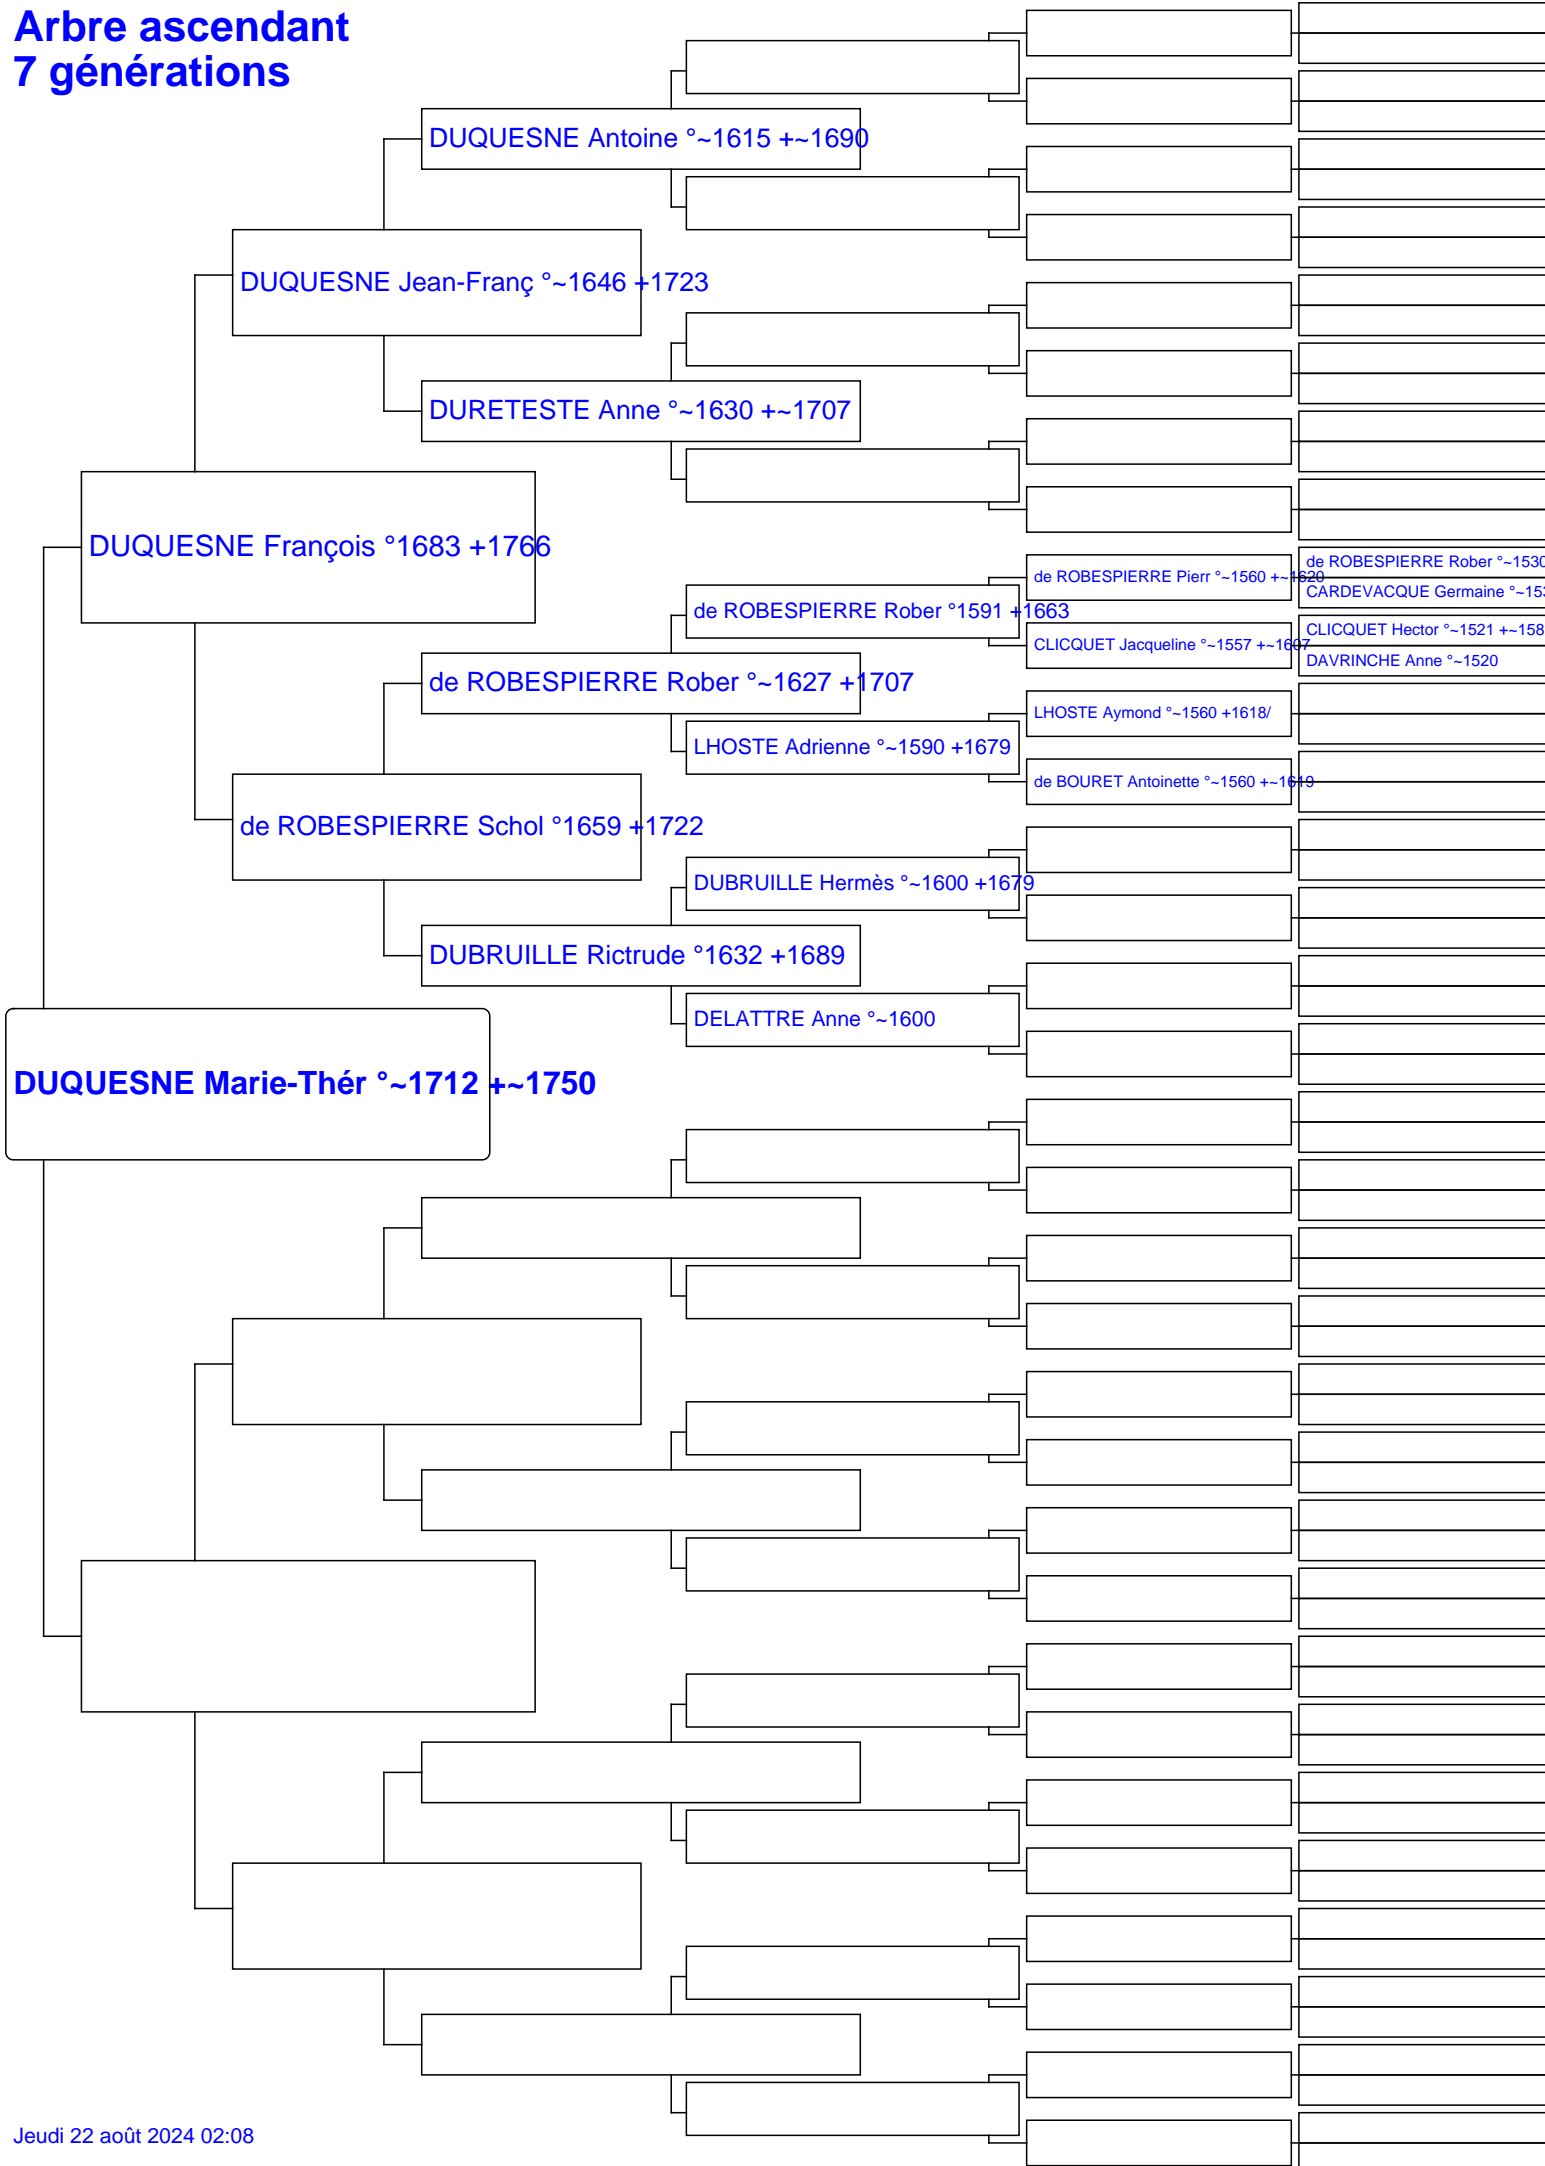 Arbre ascendant
7 générations
DUQUESNE Antoine °~1615 +~1690
DUQUESNE Jean-Franç °~1646 +1723
DURETESTE Anne °~1630 +~1707
DUQUESNE François °1683 +1766
de ROBESPIERRE Rober °~1530
de ROBESPIERRE Pierr °~1560 +~1620
CARDEVACQUE Germaine °~153
de ROBESPIERRE Rober °1591 +1663
CLICQUET Hector °~1521 +~158
CLICQUET Jacqueline °~1557 +~1607
DAVRINCHE Anne °~1520
de ROBESPIERRE Rober °~1627 +1707
LHOSTE Aymond °~1560 +1618/
LHOSTE Adrienne °~1590 +1679
de BOURET Antoinette °~1560 +~1619
de ROBESPIERRE Schol °1659 +1722
DUBRUILLE Hermès °~1600 +1679
DUBRUILLE Rictrude °1632 +1689
DELATTRE Anne °~1600
DUQUESNE Marie-Thér °~1712 +~1750
Jeudi 22 août 2024 02:08